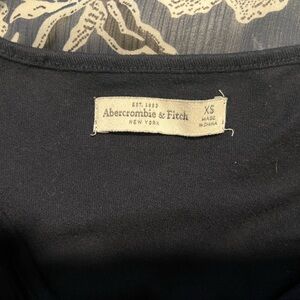 EST. 1892
Abercrombie & Fitch
NEW YORK
XS
MADE
IN CHINA